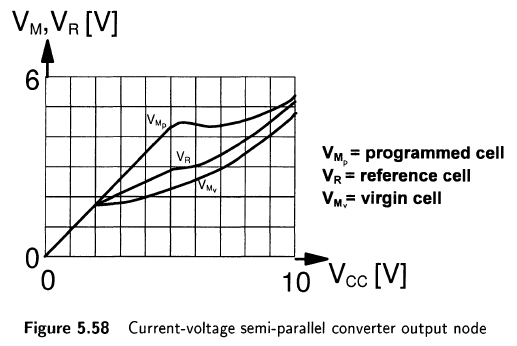 V_M,V_R [V]
6
V_Mp
V_R
V_Mv
V_Mp = programmed cell
V_R = reference cell
V_Mv = virgin cell
0
0
10
V_CC [V]
Figure 5.58 Current-voltage semi-parallel converter output node